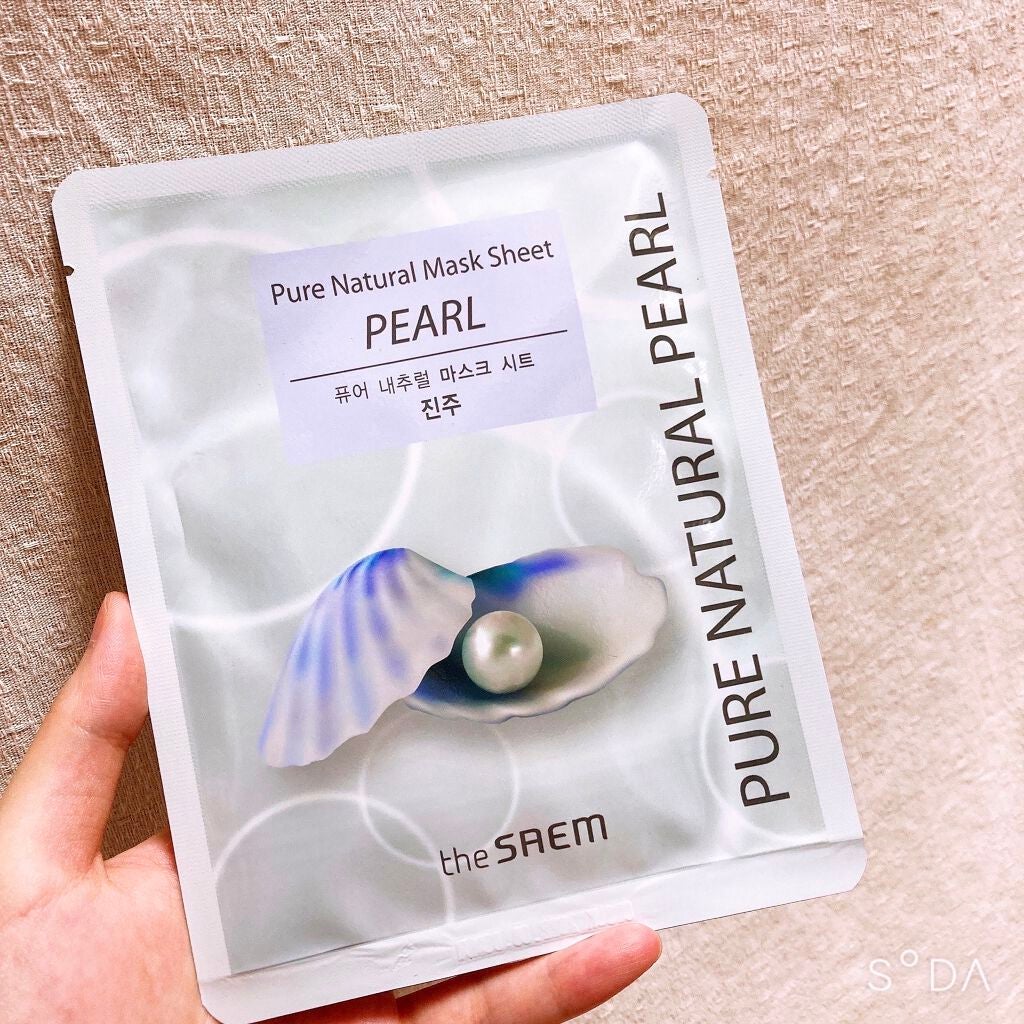 Pure Natural Mask Sheet
PEARL
퓨어 내추럴 마스크 시트
진주
PURE NATURAL PEARL
the SAEM
SODA